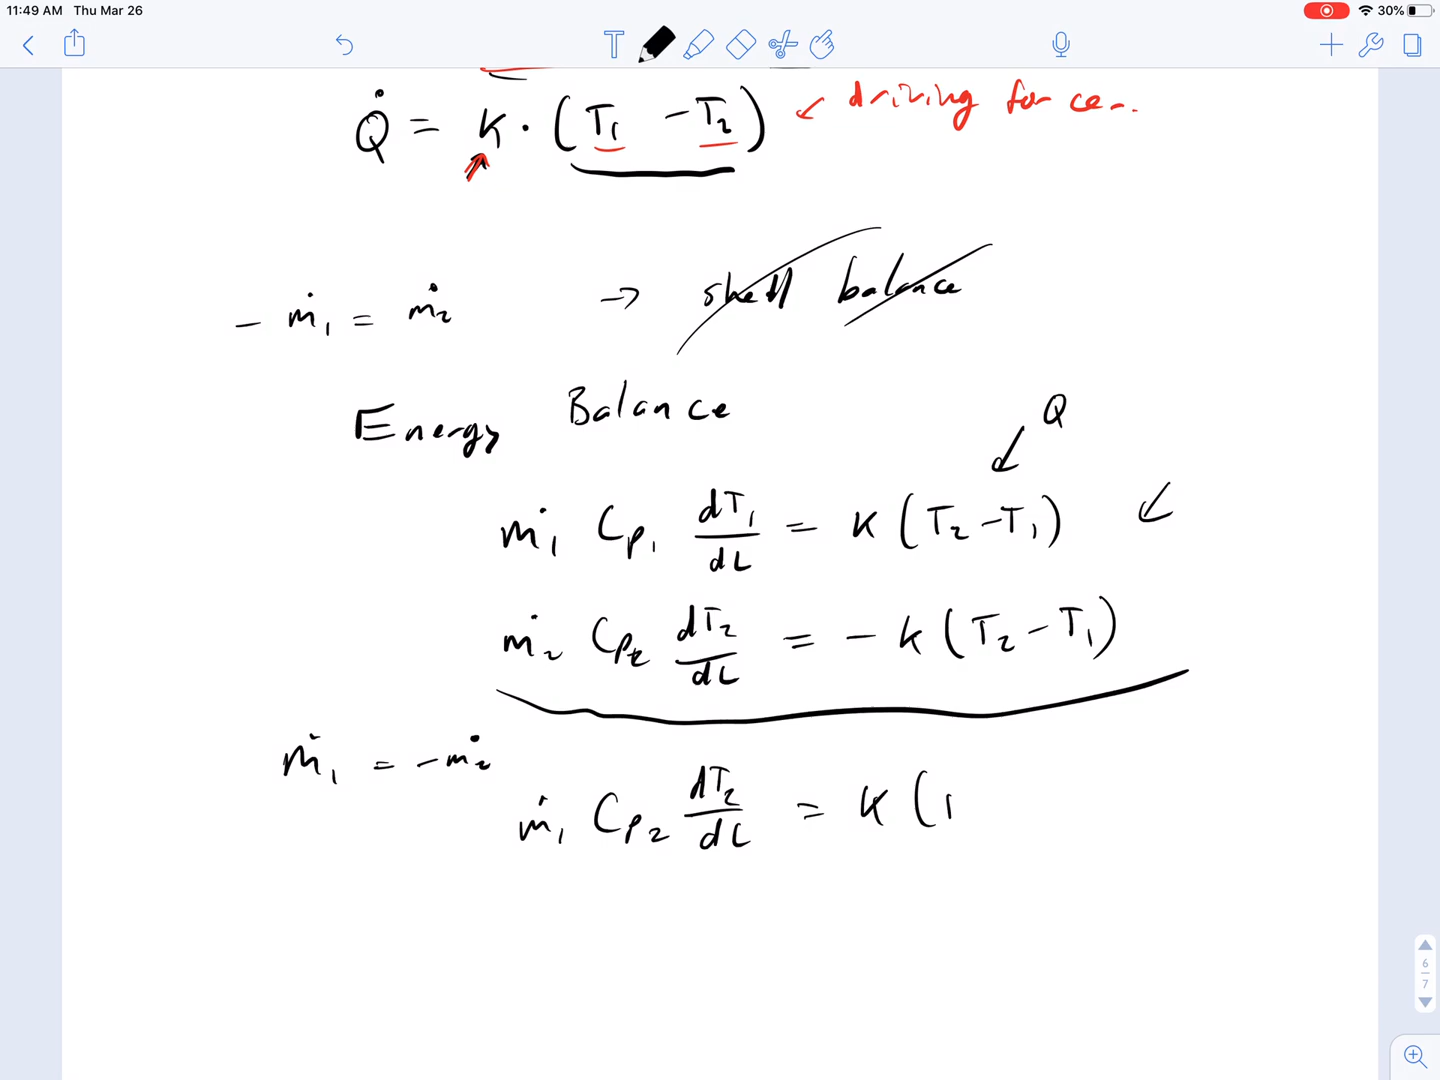 11:49 AM Thu Mar 26
30%
T
Q̇ = K · (T₁ - T₂) ↙ driving force.
- ṁ₁ = ṁ₂ → shell balance
Energy Balance
Q
ṁ₁ Cp₁ dT₁/dL = K (T₂ - T₁)
ṁ₂ Cp₂ dT₂/dL = - K (T₂ - T₁)
ṁ₁ = - ṁ₂
ṁ₁ Cp₂ dT₂/dL = K (
6
7